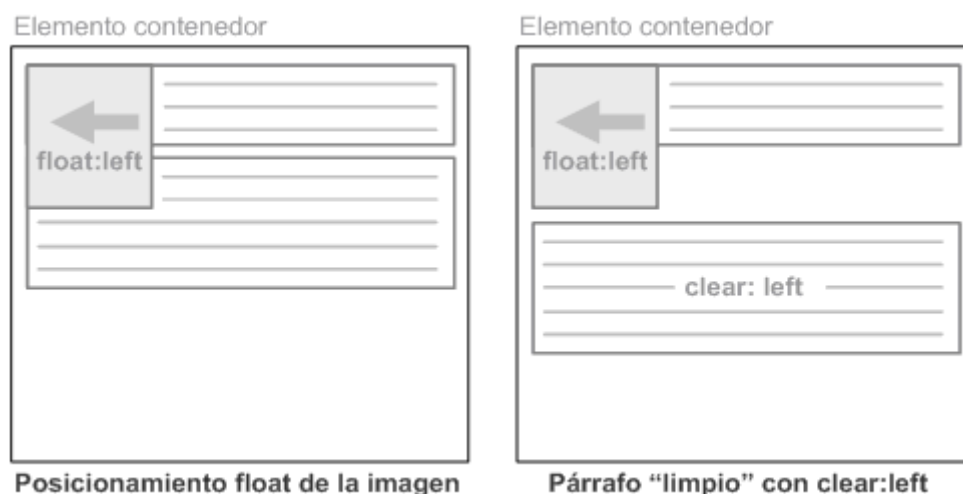 Elemento contenedor
float:left
Posicionamiento float de la imagen
Elemento contenedor
float:left
clear: left
Párrafo “limpio” con clear:left